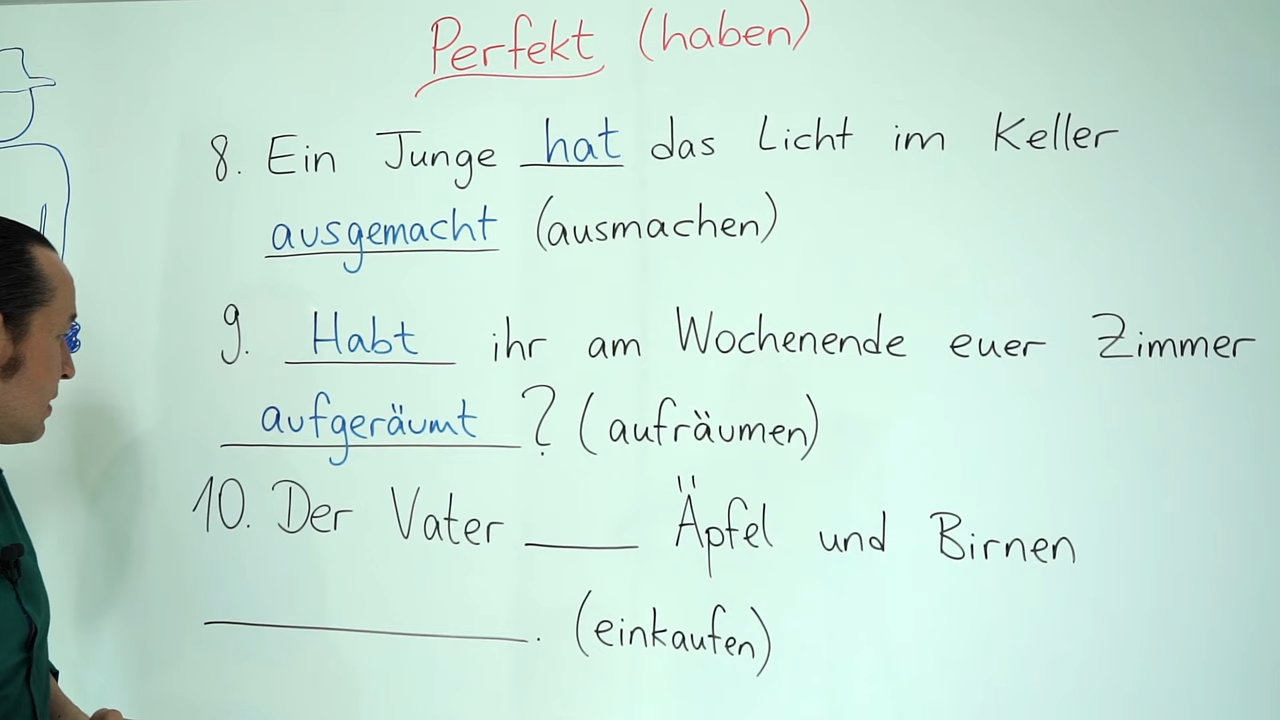 Perfekt (haben)
8. Ein Junge hat das Licht im Keller
ausgemacht (ausmachen)
9. Habt ihr am Wochenende euer Zimmer
aufgeräumt ? (aufräumen)
10. Der Vater ____ Äpfel und Birnen
____________. (einkaufen)